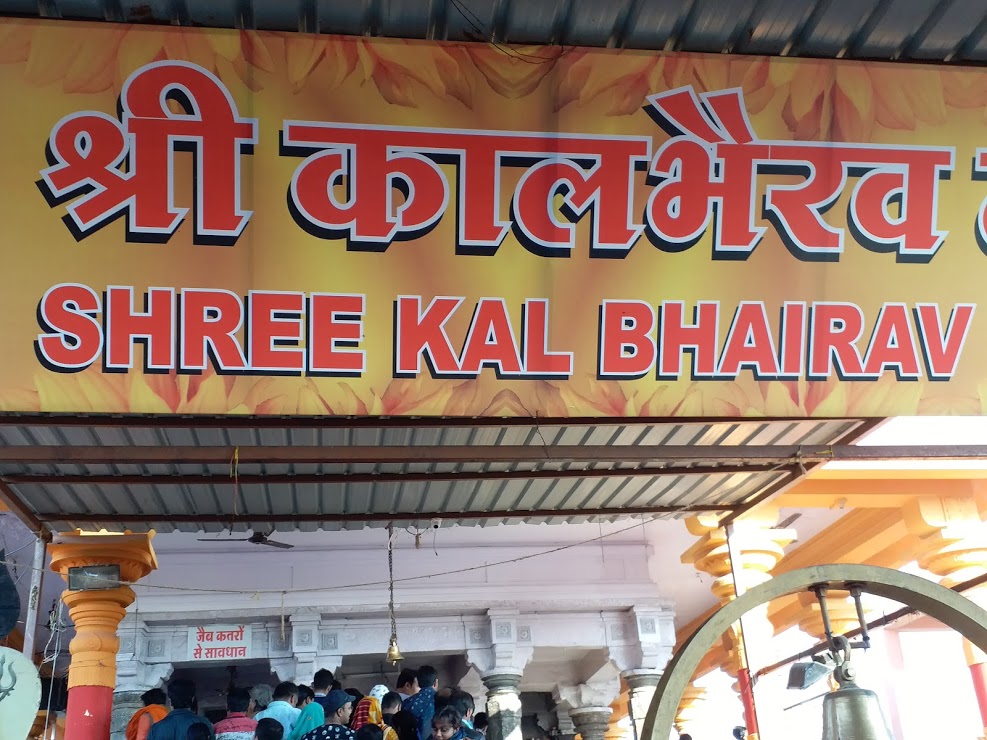 श्री कालभैरव
SHREE KAL BHAIRAV
जैब कतरों
से सावधान